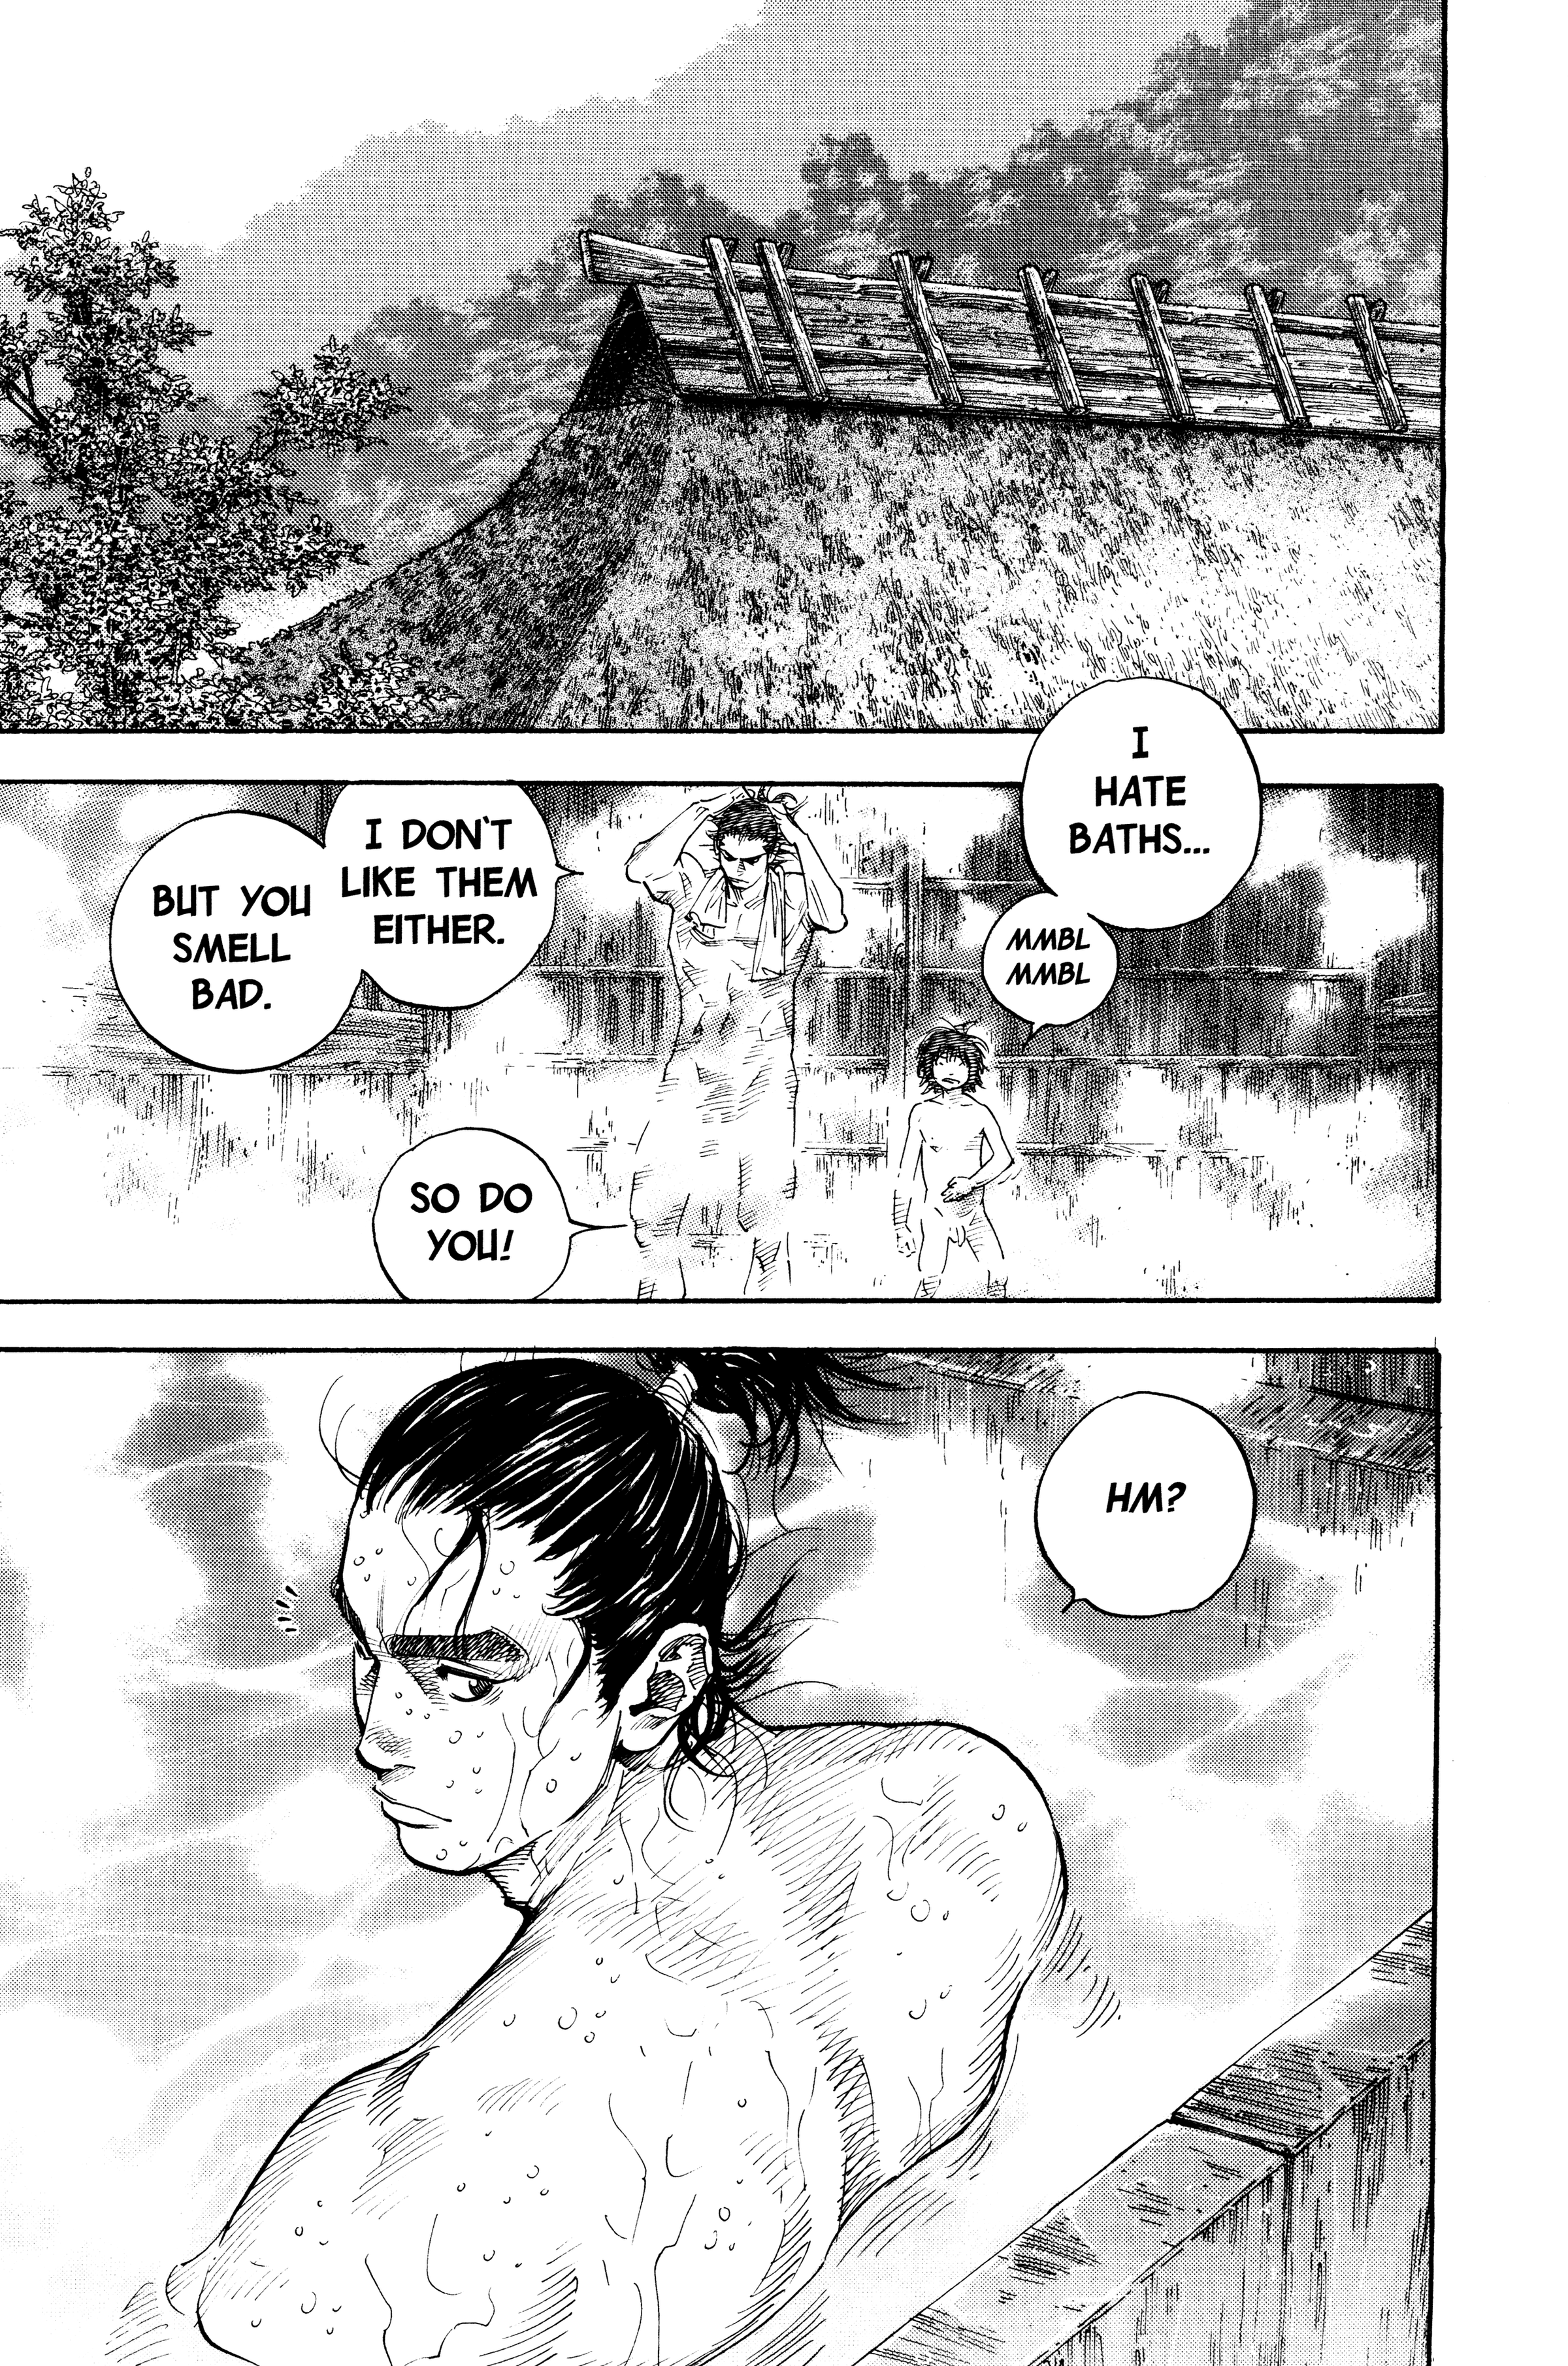 I
HATE
BATHS...
MMBL
MMBL
I DON'T
LIKE THEM
EITHER.
BUT YOU
SMELL
BAD.
SO DO
YOU!
HM?